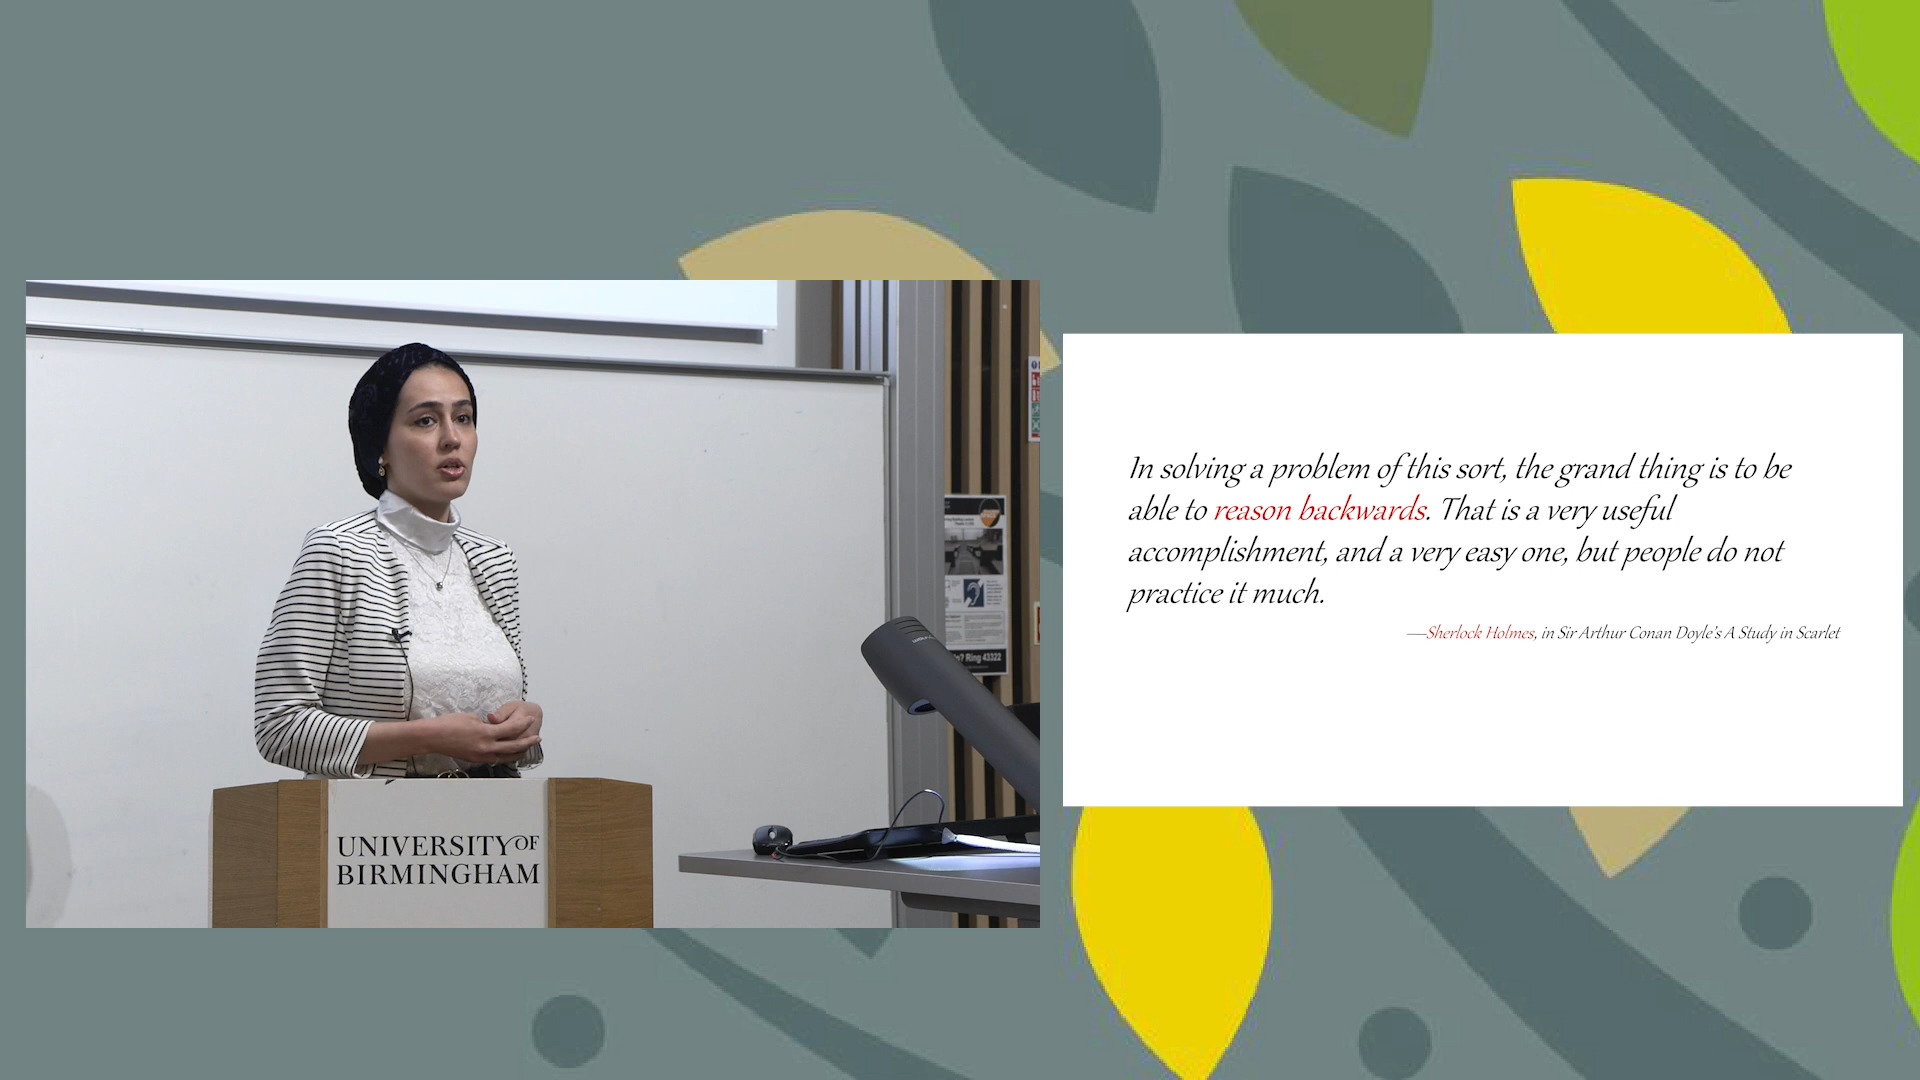 In solving a problem of this sort, the grand thing is to be
able to reason backwards. That is a very useful
accomplishment, and a very easy one, but people do not
practice it much.
—Sherlock Holmes, in Sir Arthur Conan Doyle's A Study in Scarlet
UNIVERSITY OF
BIRMINGHAM
? Ring 43322